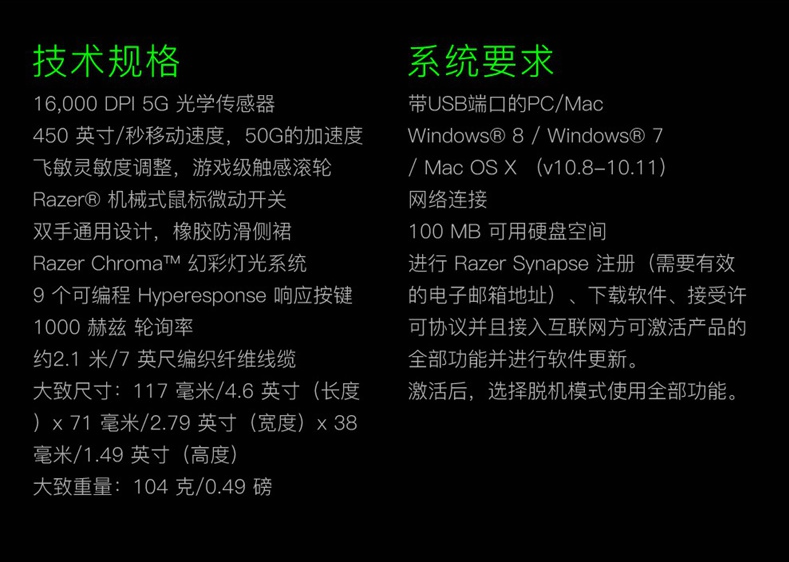 技术规格
16,000 DPI 5G 光学传感器
450 英寸/秒移动速度，50G的加速度
飞敏灵敏度调整，游戏级触感滚轮
Razer® 机械式鼠标微动开关
双手通用设计，橡胶防滑侧裙
Razer Chroma™ 幻彩灯光系统
9 个可编程 Hyperesponse 响应按键
1000 赫兹 轮询率
约2.1 米/7 英尺编织纤维线缆
大致尺寸：117 毫米/4.6 英寸（长度
）x 71 毫米/2.79 英寸（宽度）x 38
毫米/1.49 英寸（高度）
大致重量：104 克/0.49 磅
系统要求
带USB端口的PC/Mac
Windows® 8 / Windows® 7
/ Mac OS X （v10.8-10.11）
网络连接
100 MB 可用硬盘空间
进行 Razer Synapse 注册（需要有效
的电子邮箱地址）、下载软件、接受许
可协议并且接入互联网方可激活产品的
全部功能并进行软件更新。
激活后，选择脱机模式使用全部功能。